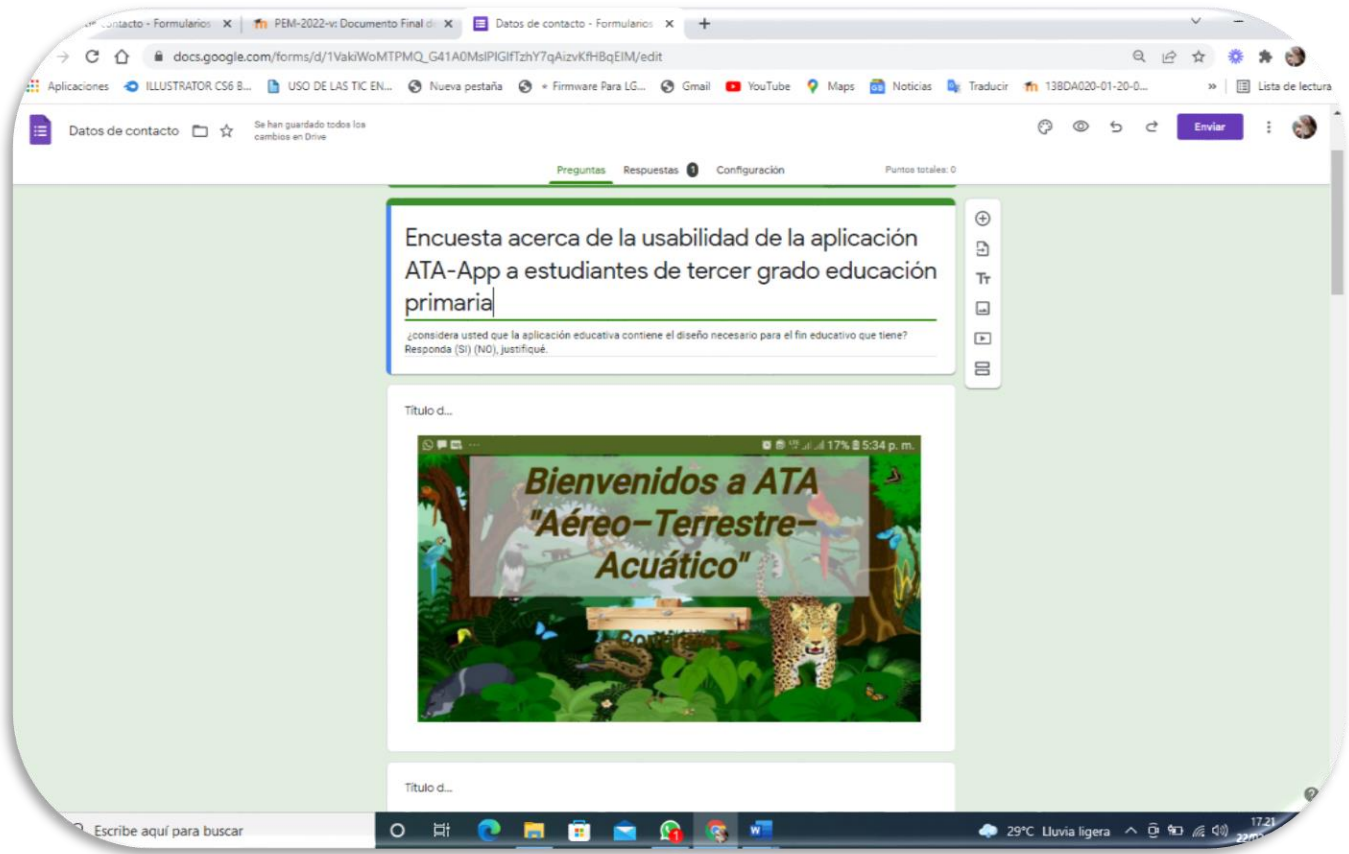 contacto - Formularios
PEM-2022-v: Documento Final d
Datos de contacto - Formularios
docs.google.com/forms/d/1VakiWoMTPMQ_G41A0MsIPIGIfTzhY7qAizvKfHBqEIM/edit
Aplicaciones
ILLUSTRATOR CS6 B...
USO DE LAS TIC EN...
Nueva pestaña
Firmware Para LG...
Gmail
YouTube
Maps
Noticias
Traducir
138DA020-01-20-0...
»
Lista de lectura
Datos de contacto
Se han guardado todos los
cambios en Drive
Enviar
Preguntas
Respuestas 1
Configuración
Puntos totales: 0
Encuesta acerca de la usabilidad de la aplicación
ATA-App a estudiantes de tercer grado educación
primaria
¿considera usted que la aplicación educativa contiene el diseño necesario para el fin educativo que tiene?
Responda (SI) (NO), justifiqué.
Título d...
17% 5:34 p. m.
Bienvenidos a ATA
"Aéreo-Terrestre-
Acuático"
Título d...
Escribe aquí para buscar
29°C Lluvia ligera
17:21